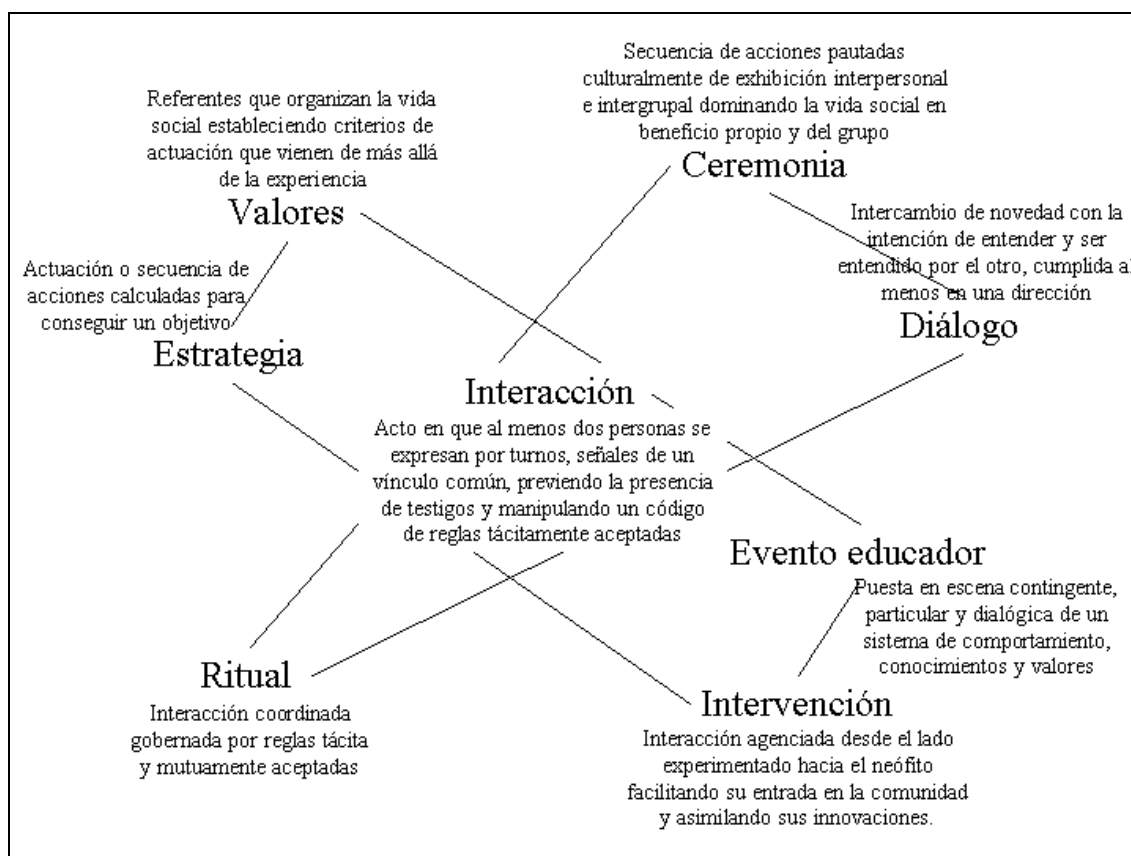 Secuencia de acciones pautadas
culturalmente de exhibición interpersonal
e intergrupal dominando la vida social en
beneficio propio y del grupo
Ceremonia
Referentes que organizan la vida
social estableciendo criterios de
actuación que vienen de más allá
de la experiencia
Valores
Intercambio de novedad con la
intención de entender y ser
entendido por el otro, cumplida al
menos en una dirección
Diálogo
Actuación o secuencia de
acciones calculadas para
conseguir un objetivo
Estrategia
Interacción
Acto en que al menos dos personas se
expresan por turnos, señales de un
vínculo común, previendo la presencia
de testigos y manipulando un código
de reglas tácitamente aceptadas
Evento educador
Puesta en escena contingente,
particular y dialógica de un
sistema de comportamiento,
conocimientos y valores
Ritual
Interacción coordinada
gobernada por reglas tácita
y mutuamente aceptadas
Intervención
Interacción agenciada desde el lado
experimentado hacia el neófito
facilitando su entrada en la comunidad
y asimilando sus innovaciones.